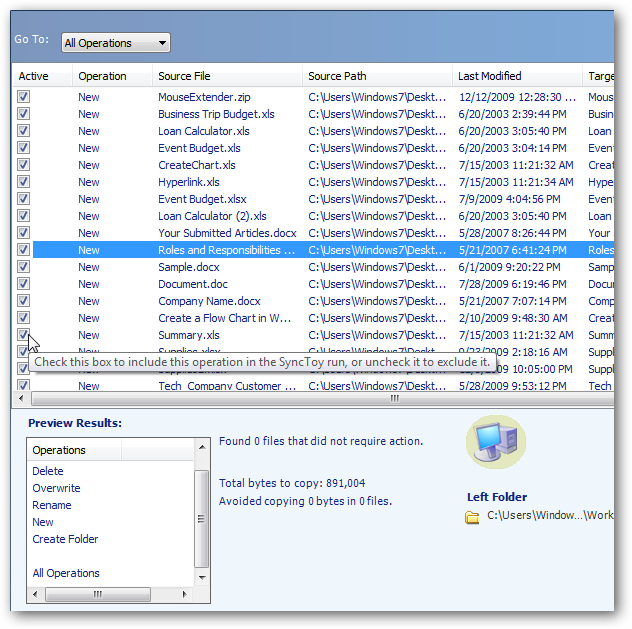 Go To: All Operations
Active Operation Source File Source Path Last Modified Targe
New MouseExtender.zip C:\Users\Windows7\Deskt... 12/12/2009 12:28:30 ... Mous
New Business Trip Budget.xls C:\Users\Windows7\Deskt... 6/20/2003 2:39:44 PM Busin
New Loan Calculator.xls C:\Users\Windows7\Deskt... 6/20/2003 3:05:40 PM Loan
New Event Budget.xls C:\Users\Windows7\Deskt... 6/20/2003 3:04:14 PM Event
New CreateChart.xls C:\Users\Windows7\Deskt... 7/15/2003 11:21:32 AM Creat
New Hyperlink.xls C:\Users\Windows7\Deskt... 7/15/2003 11:21:34 AM Hype
New Event Budget.xlsx C:\Users\Windows7\Deskt... 7/9/2009 4:04:56 PM Event
New Loan Calculator (2).xls C:\Users\Windows7\Deskt... 6/20/2003 3:05:40 PM Loan
New Your Submitted Articles.docx C:\Users\Windows7\Deskt... 5/28/2007 8:26:44 PM Your
New Roles and Responsibilities ... C:\Users\Windows7\Deskt... 5/21/2007 6:41:24 PM Roles
New Sample.docx C:\Users\Windows7\Deskt... 6/1/2009 9:20:22 PM Samp
New Document.doc C:\Users\Windows7\Deskt... 7/28/2009 6:19:46 PM Docu
New Company Name.docx C:\Users\Windows7\Deskt... 5/21/2007 7:07:14 PM Comp
New Create a Flow Chart in W... C:\Users\Windows7\Deskt... 2/10/2009 9:48:30 AM Creat
New Summary.xls C:\Users\Windows7\Deskt... 7/15/2003 11:21:32 AM Summ
New Supplies.xlsx C:\Users\Windows7\Deskt... 2:18:16 AM Suppl
Check this box to include this operation in the SyncToy run, or uncheck it to exclude it.
10:05:00 PM Suppl
New Tech Company Customer ... C:\Users\Windows7\Deskt... 5/28/2009 9:53:12 PM Tech
Preview Results:
Operations
Delete
Overwrite
Rename
New
Create Folder
All Operations
Found 0 files that did not require action.
Total bytes to copy: 891,004
Avoided copying 0 bytes in 0 files.
Left Folder
C:\Users\Window...\Work